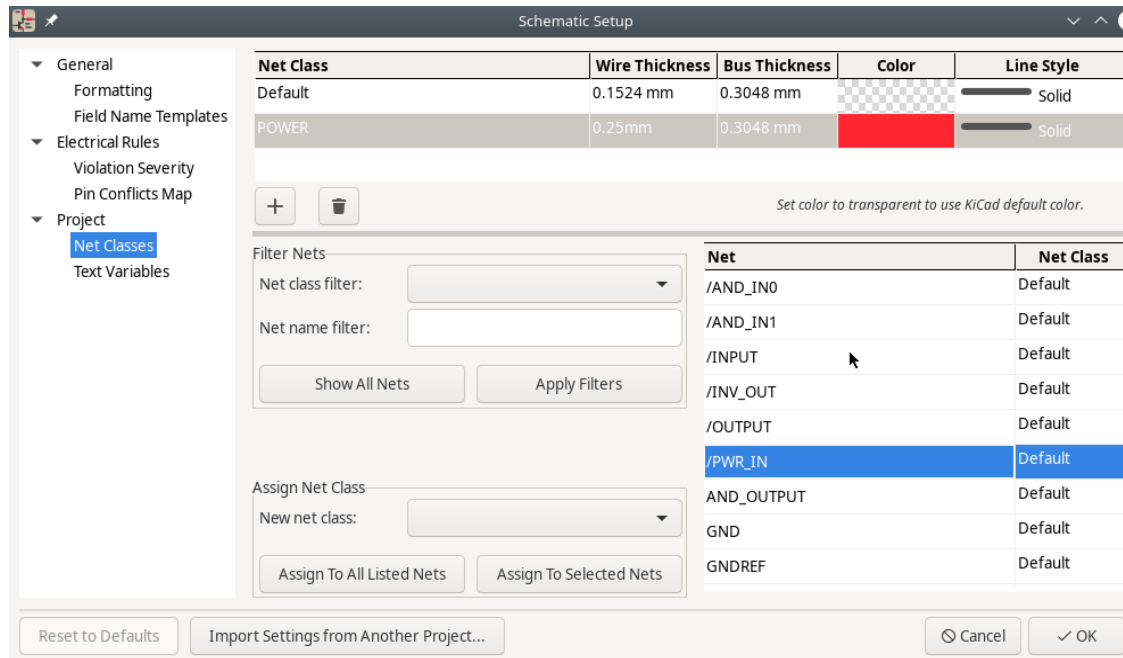 Schematic Setup
General
Formatting
Field Name Templates
Electrical Rules
Violation Severity
Pin Conflicts Map
Project
Net Classes
Text Variables
Net Class Wire Thickness Bus Thickness Color Line Style
Default 0.1524 mm 0.3048 mm Solid
POWER 0.25mm 0.3048 mm Solid
+
Set color to transparent to use KiCad default color.
Filter Nets
Net class filter:
Net name filter:
Show All Nets Apply Filters
Assign Net Class
New net class:
Assign To All Listed Nets Assign To Selected Nets
Net Net Class
/AND_IN0 Default
/AND_IN1 Default
/INPUT Default
/INV_OUT Default
/OUTPUT Default
/PWR_IN Default
AND_OUTPUT Default
GND Default
GNDREF Default
Reset to Defaults Import Settings from Another Project... Cancel OK